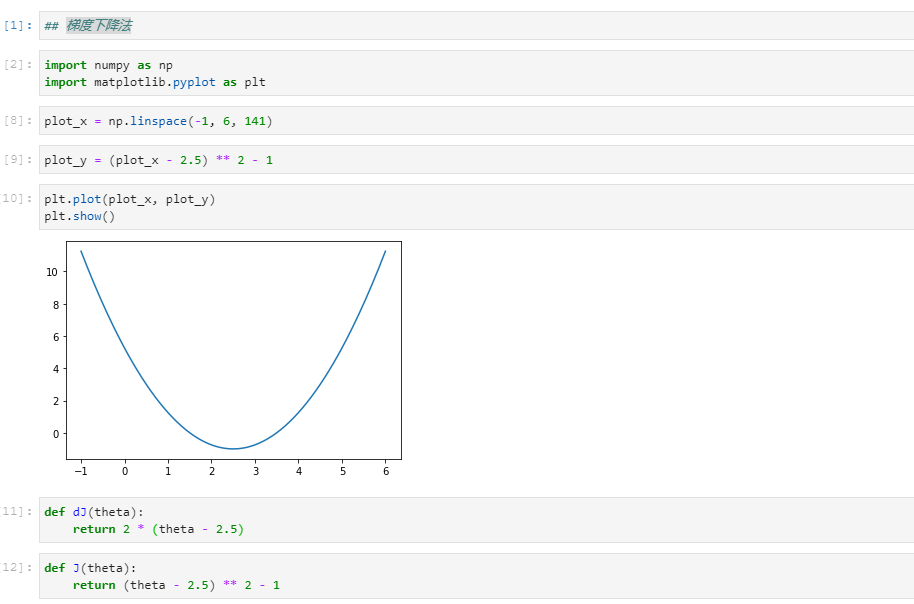 [1]: ## 梯度下降法
[2]: import numpy as np
import matplotlib.pyplot as plt
[8]: plot_x = np.linspace(-1, 6, 141)
[9]: plot_y = (plot_x - 2.5) ** 2 - 1
10]: plt.plot(plot_x, plot_y)
plt.show()
10
8
6
4
2
0
−1 0 1 2 3 4 5 6
11]: def dJ(theta):
return 2 * (theta - 2.5)
12]: def J(theta):
return (theta - 2.5) ** 2 - 1